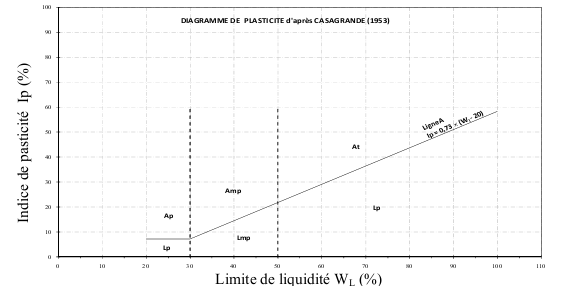 DIAGRAMME DE PLASTICITE d'après CASAGRANDE (1953)
Indice de pasticité Ip (%)
100
90
80
70
60
50
40
30
20
10
0
Ligne A
Ip = 0,73 × (WL - 20)
At
Amp
Ap
Lp
Lmp
Lp
0 10 20 30 40 50 60 70 80 90 100 110
Limite de liquidité WL (%)